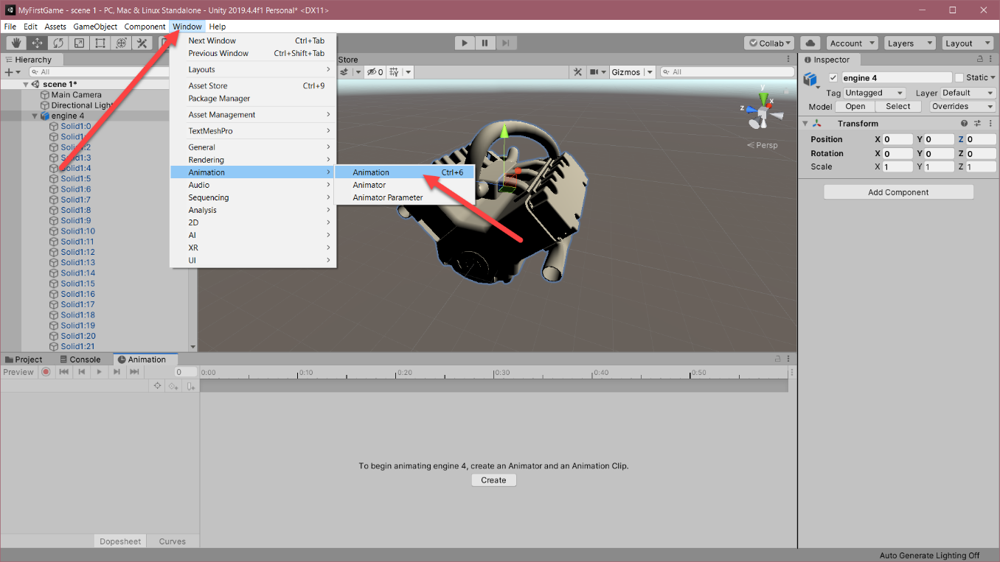 MyFirstGame - scene 1 - PC, Mac & Linux Standalone - Unity 2019.4.4f1 Personal* <DX11>
File Edit Assets GameObject Component Window Help
Collab Account Layers Layout
Next Window Ctrl+Tab
Previous Window Ctrl+Shift+Tab
Layouts
Asset Store Ctrl+9
Package Manager
Asset Management
TextMeshPro
General
Rendering
Animation
Audio
Sequencing
Analysis
2D
AI
XR
UI
Animation Ctrl+6
Animator
Animator Parameter
Hierarchy
All
scene 1*
Main Camera
Directional Light
engine 4
Solid1:0
Solid1:
Solid1:2
Solid1:3
Solid1:4
Solid1:5
Solid1:6
Solid1:7
Solid1:8
Solid1:9
Solid1:10
Solid1:11
Solid1:12
Solid1:13
Solid1:14
Solid1:15
Solid1:16
Solid1:17
Solid1:18
Solid1:19
Solid1:20
Solid1:21
Store
0 Gizmos All
y
x
z
Persp
Inspector
engine 4 Static
Tag Untagged Layer Default
Model Open Select Overrides
Transform
Position X 0 Y 0 Z 0
Rotation X 0 Y 0 Z 0
Scale X 1 Y 1 Z 1
Add Component
Project Console Animation
Preview 0 0:00 0:10 0:20 0:30 0:40 0:50
To begin animating engine 4, create an Animator and an Animation Clip.
Create
Dopesheet Curves
Auto Generate Lighting Off